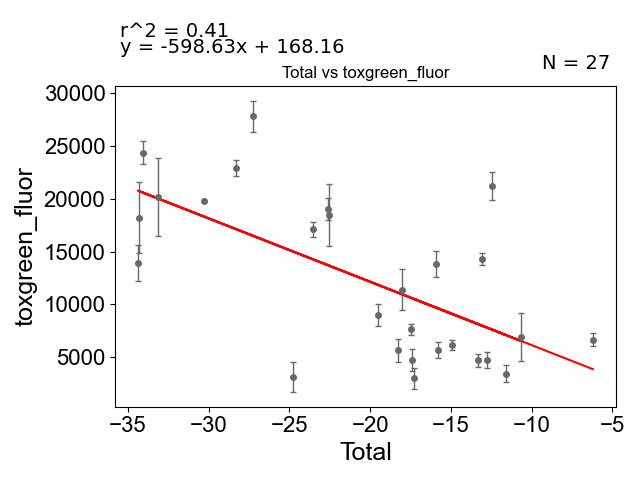 r^2 = 0.41
y = -598.63x + 168.16
N = 27
Total vs toxgreen_fluor
30000
25000
20000
15000
10000
5000
toxgreen_fluor
−35 −30 −25 −20 −15 −10 −5
Total